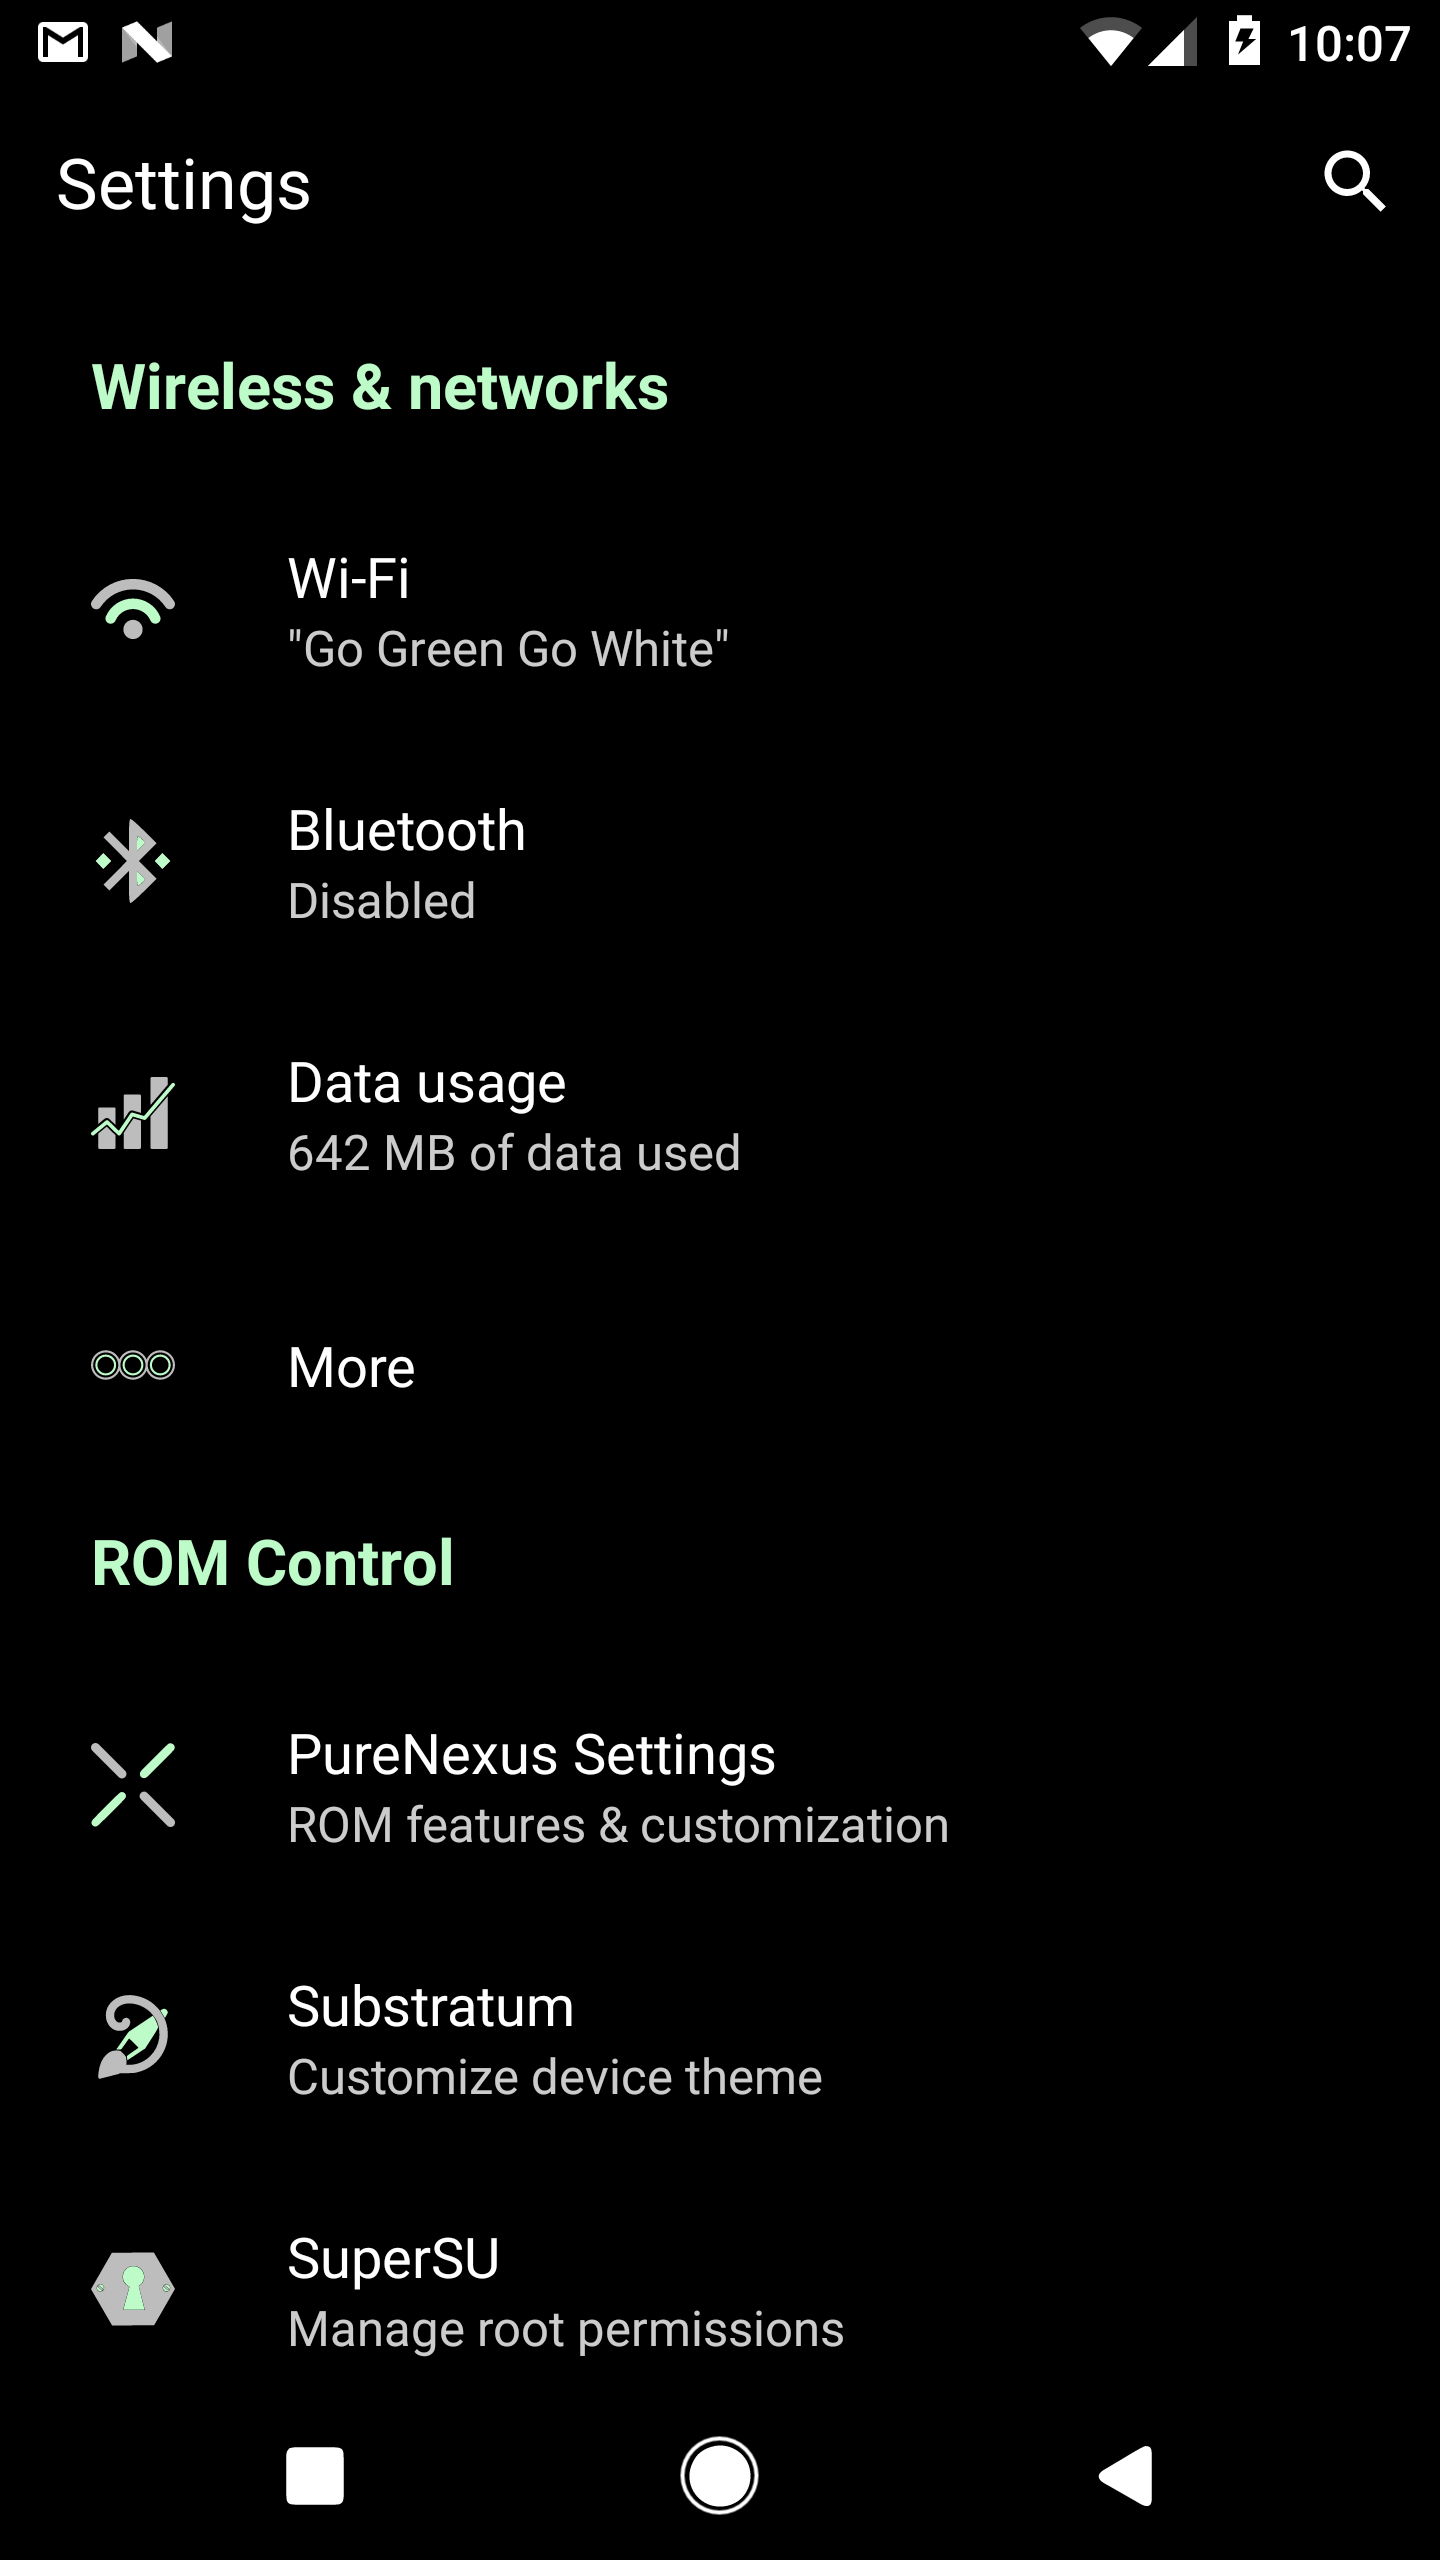 10:07
Settings
Wireless & networks
Wi-Fi
"Go Green Go White"
Bluetooth
Disabled
Data usage
642 MB of data used
More
ROM Control
PureNexus Settings
ROM features & customization
Substratum
Customize device theme
SuperSU
Manage root permissions